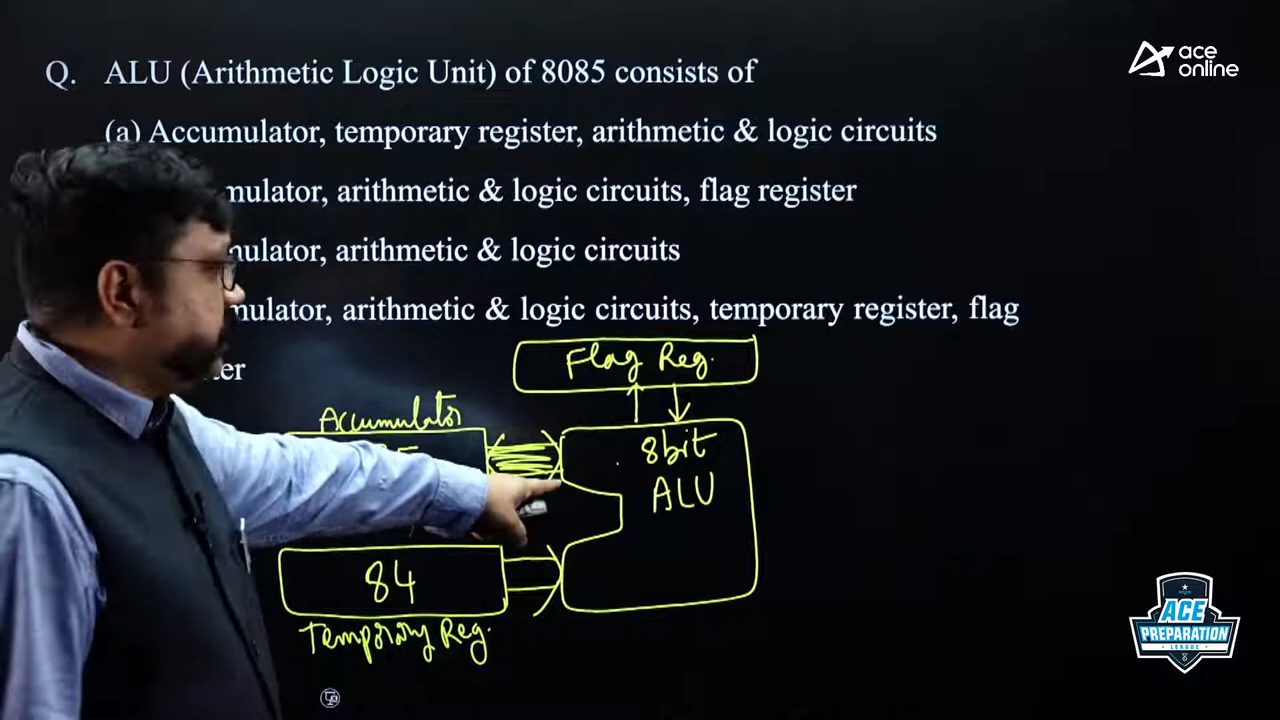 Q. ALU (Arithmetic Logic Unit) of 8085 consists of
ace
online
(a) Accumulator, temporary register, arithmetic & logic circuits
mulator, arithmetic & logic circuits, flag register
mulator, arithmetic & logic circuits
mulator, arithmetic & logic circuits, temporary register, flag
ter
Flag Reg.
Accumulator
8bit
ALU
84
Temporary Reg.
ACE
PREPARATION
LEAGUE